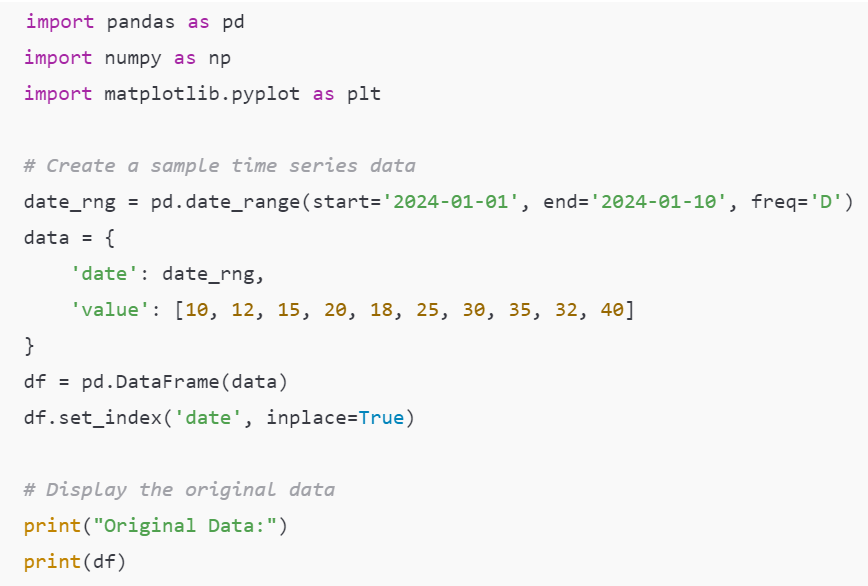 import pandas as pd
import numpy as np
import matplotlib.pyplot as plt

# Create a sample time series data
date_rng = pd.date_range(start='2024-01-01', end='2024-01-10', freq='D')
data = {
    'date': date_rng,
    'value': [10, 12, 15, 20, 18, 25, 30, 35, 32, 40]
}
df = pd.DataFrame(data)
df.set_index('date', inplace=True)

# Display the original data
print("Original Data:")
print(df)